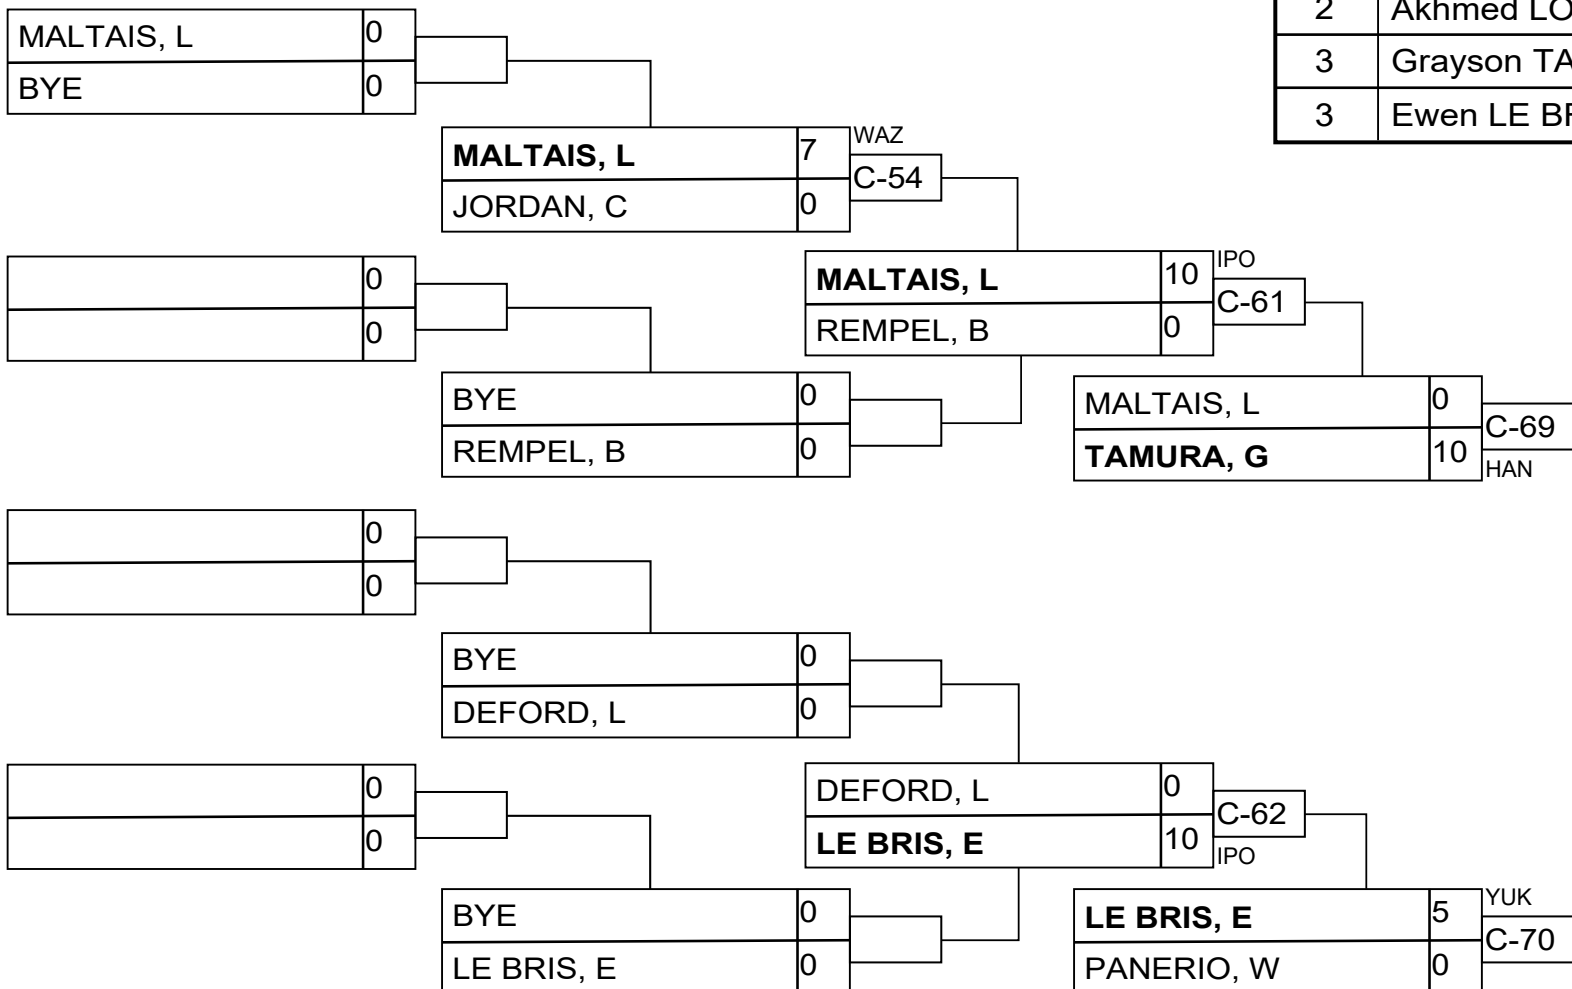 MALTAIS, L 0
BYE 0
2
3 Grayson
3 Ewen LE
MALTAIS, L 7 WAZ
C-54
JORDAN, C 0
0
0
MALTAIS, L 10 IPO
C-61
REMPEL, B 0
BYE 0
REMPEL, B 0
MALTAIS, L 0
C-69
TAMURA, G 10 HAN
0
0
BYE 0
DEFORD, L 0
0
0
DEFORD, L 0
C-62
LE BRIS, E 10 IPO
BYE 0
LE BRIS, E 0
LE BRIS, E 5 YUK
C-70
PANERIO, W 0